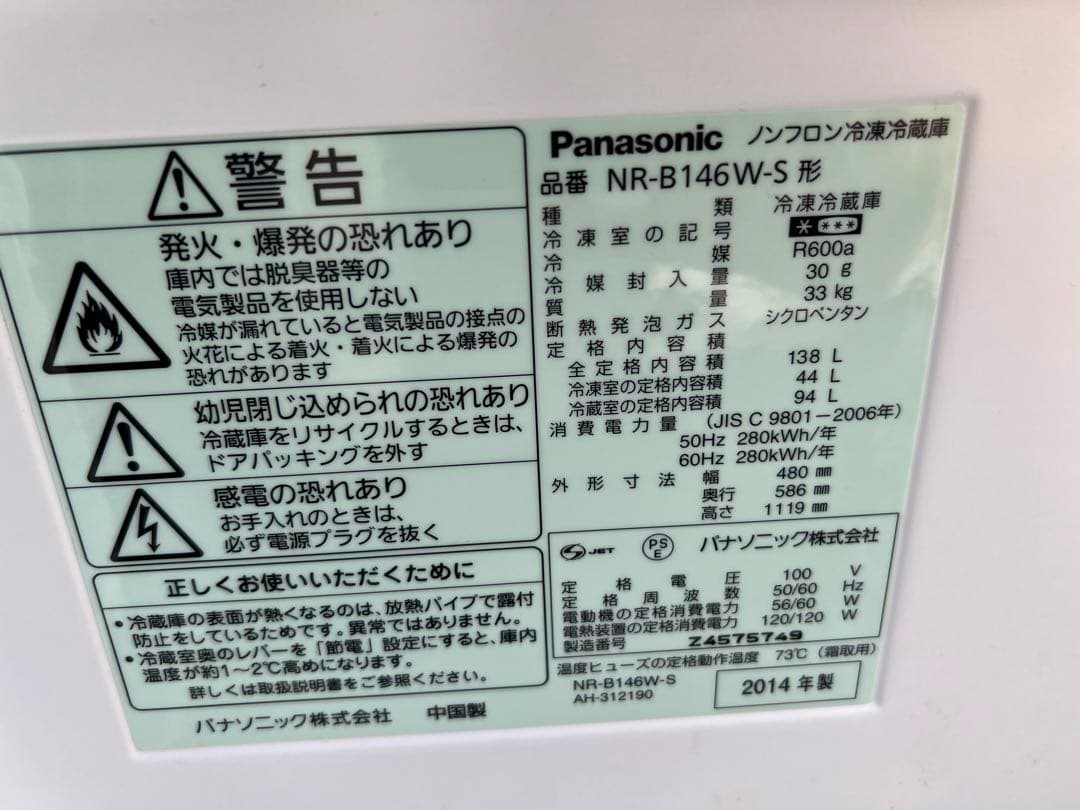 警告
発火・爆発の恐れあり
庫内では脱臭器等の
電気製品を使用しない
冷媒が漏れていると電気製品の接点の
火花による着火・着火による爆発の
恐れがあります
幼児閉じ込められの恐れあり
冷蔵庫をリサイクルするときは、
ドアパッキングを外す
感電の恐れあり
お手入れのときは、
必ず電源プラグを抜く
正しくお使いいただくために
・冷蔵庫の表面が熱くなるのは、放熱パイプで露付
防止をしているためです。異常ではありません。
・冷蔵室奥のレバーを「節電」設定にすると、庫内
温度が約1〜2℃高めになります。
詳しくは取扱説明書をご参照ください。
パナソニック株式会社 中国製
Panasonic ノンフロン冷凍冷蔵庫
品番 NR-B146W-S 形
種類 冷凍冷蔵庫
冷凍室の記号 * ***
冷媒 R600a
冷媒封入量 30 g
質量 33 kg
断熱発泡ガス シクロペンタン
定格内容積
全定格内容積 138 L
冷凍室の定格内容積 44 L
冷蔵室の定格内容積 94 L
消費電力量 (JIS C 9801−2006年)
50Hz 280kWh/年
60Hz 280kWh/年
外形寸法 幅 480 mm
奥行 586 mm
高さ 1119 mm
JET PS E パナソニック株式会社
定格電圧 100 V
定格周波数 50/60 Hz
電動機の定格消費電力 56/60 W
電熱装置の定格消費電力 120/120 W
製造番号 Z4575749
温度ヒューズの定格動作温度 73℃ (霜取用)
NR-B146W-S
AH-312190
2014 年製